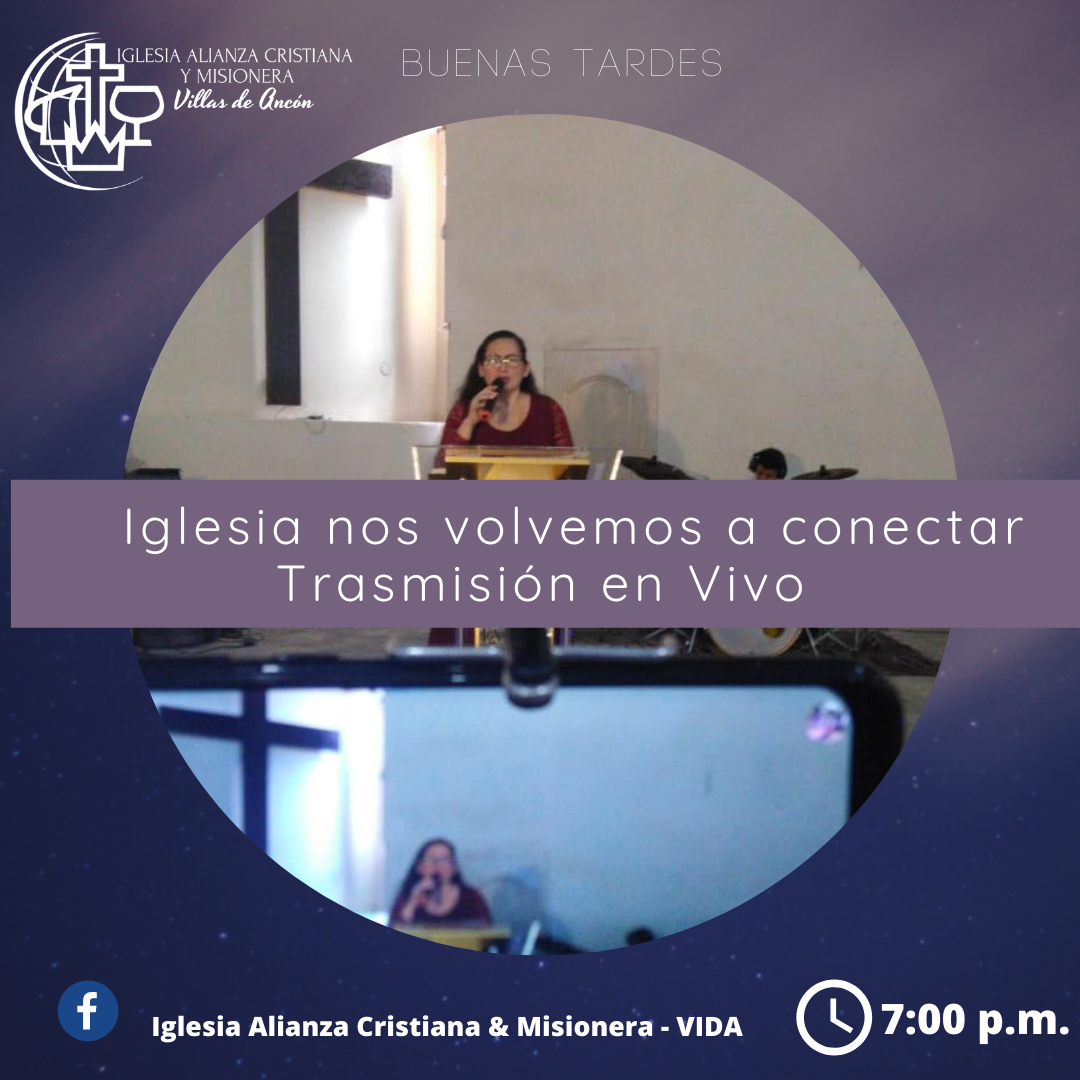 IGLESIA ALIANZA CRISTIANA
Y MISIONERA
Villas de Ancón
BUENAS TARDES
Iglesia nos volvemos a conectar
Trasmisión en Vivo
Iglesia Alianza Cristiana & Misionera - VIDA
7:00 p.m.